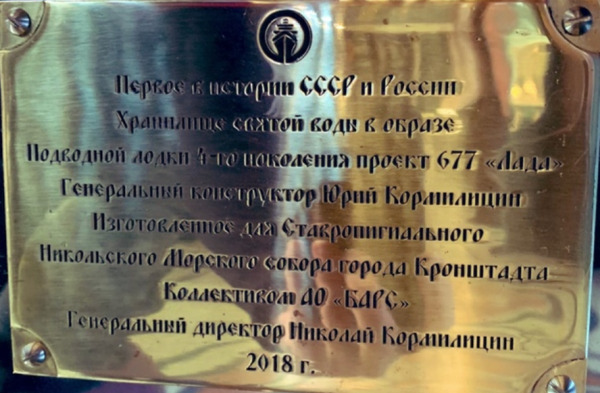 Первое в истории СССР и России
Хранилище святой воды в образе
Подводной лодки 4-го поколения проект 677 «Лада»
Генеральный конструктор Юрий Кормилицин
Изготовленное для Ставропигиального
Никольского Морского собора города Кронштадта
Коллективом АО «БАРС»
Генеральный директор Николай Кормилицин
2018 г.